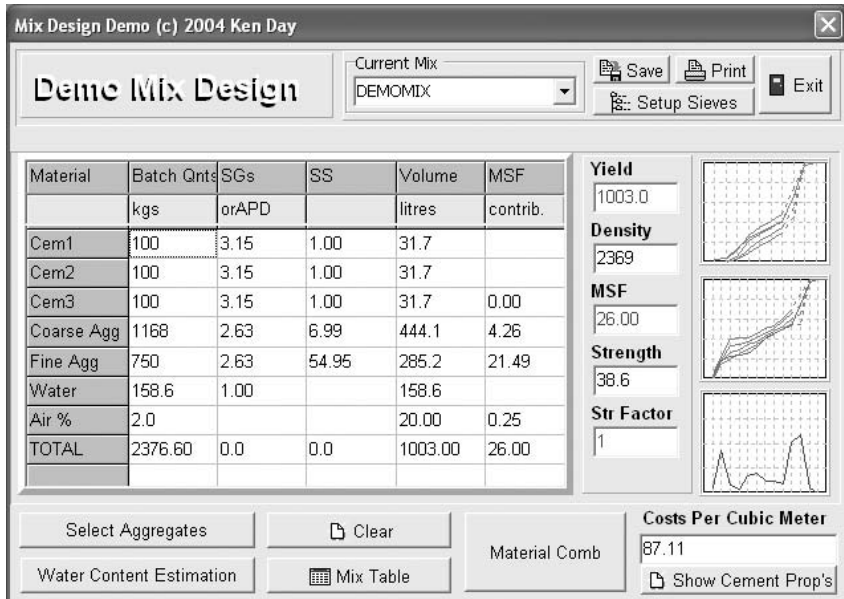 Mix Design Demo (c) 2004 Ken Day
Demo Mix Design
Current Mix
DEMOMIX
Save
Print
Exit
Setup Sieves
Material Batch Qnts SGs SS Volume MSF
kgs orAPD litres contrib.
Cem1 100 3.15 1.00 31.7
Cem2 100 3.15 1.00 31.7
Cem3 100 3.15 1.00 31.7 0.00
Coarse Agg 1168 2.63 6.99 444.1 4.26
Fine Agg 750 2.63 54.95 285.2 21.49
Water 158.6 1.00 158.6
Air % 2.0 20.00 0.25
TOTAL 2376.60 0.0 0.0 1003.00 26.00
Yield
1003.0
Density
2369
MSF
26.00
Strength
38.6
Str Factor
1
Select Aggregates
Clear
Material Comb
Water Content Estimation
Mix Table
Costs Per Cubic Meter
87.11
Show Cement Prop's